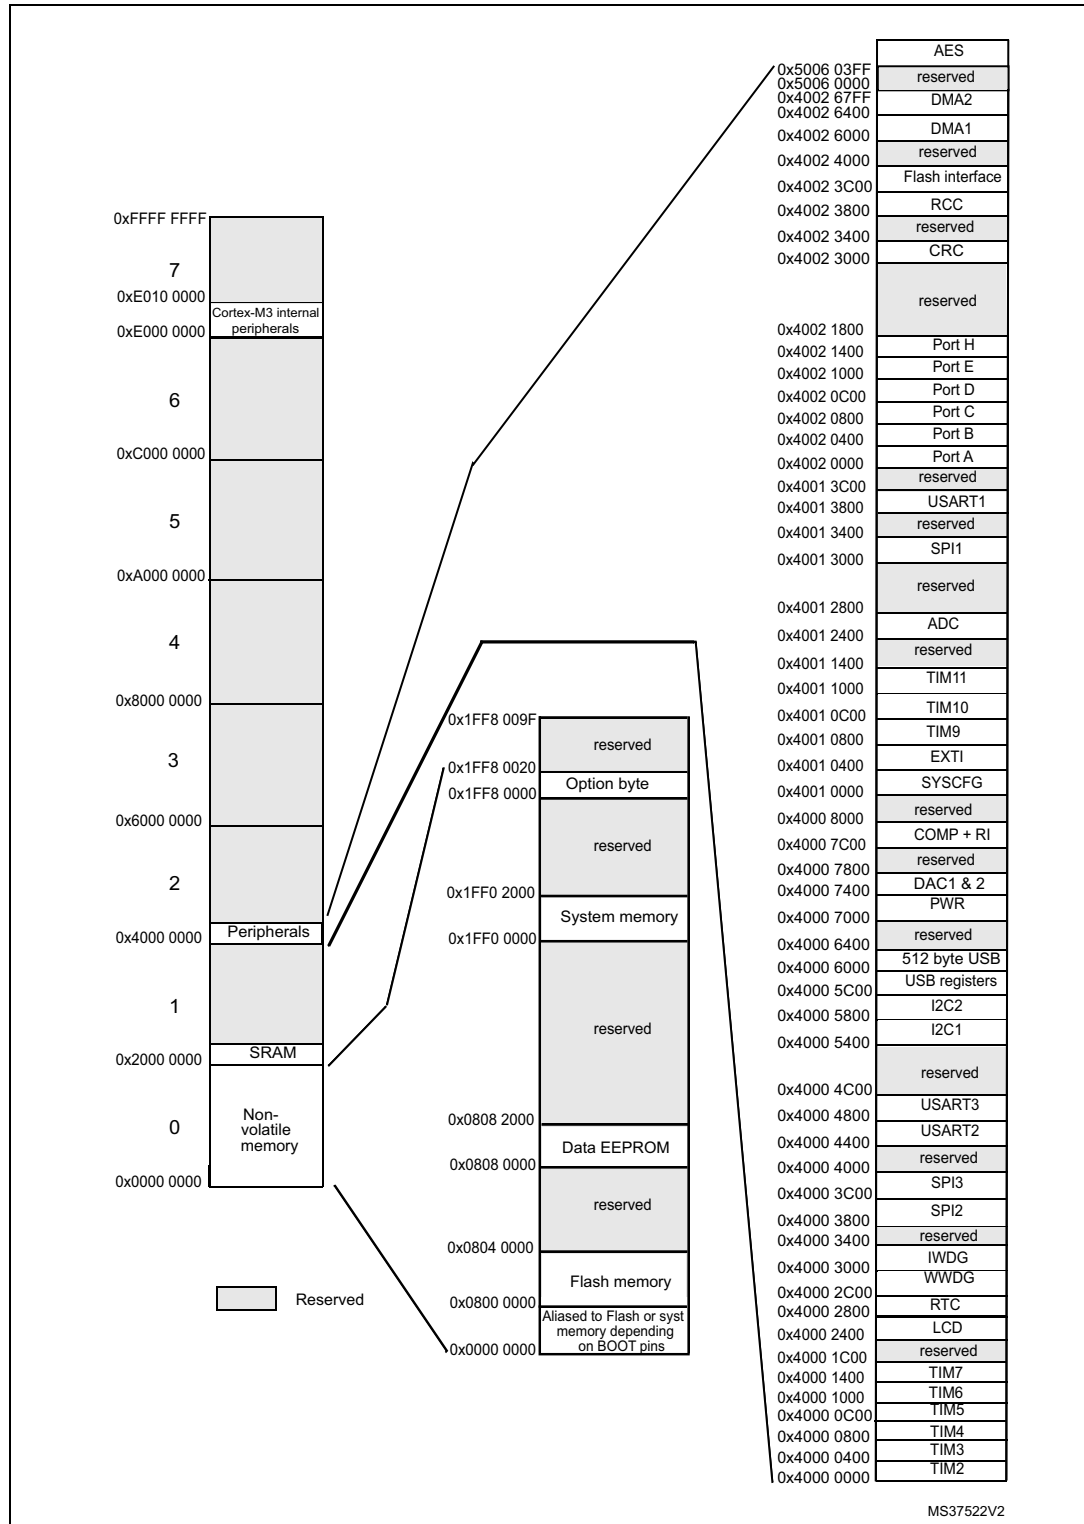 0xFFFF FFFF
7
0xE010 0000
Cortex-M3 internal
peripherals
0xE000 0000
6
0xC000 0000
5
0xA000 0000
4
0x8000 0000
3
0x6000 0000
2
Peripherals
0x4000 0000
1
SRAM
0x2000 0000
Non-
volatile
memory
0
0x0000 0000
Reserved
0x1FF8 009F
reserved
0x1FF8 0020
Option byte
0x1FF8 0000
reserved
0x1FF0 2000
System memory
0x1FF0 0000
reserved
0x0808 2000
Data EEPROM
0x0808 0000
reserved
0x0804 0000
Flash memory
0x0800 0000
Aliased to Flash or syst
memory depending
on BOOT pins
0x0000 0000
AES
0x5006 03FF
reserved
0x5006 0000
0x4002 67FF
DMA2
0x4002 6400
DMA1
0x4002 6000
reserved
0x4002 4000
Flash interface
0x4002 3C00
RCC
0x4002 3800
reserved
0x4002 3400
CRC
0x4002 3000
reserved
0x4002 1800
Port H
0x4002 1400
Port E
0x4002 1000
Port D
0x4002 0C00
Port C
0x4002 0800
Port B
0x4002 0400
Port A
0x4002 0000
reserved
0x4001 3C00
USART1
0x4001 3800
reserved
0x4001 3400
SPI1
0x4001 3000
reserved
0x4001 2800
ADC
0x4001 2400
reserved
0x4001 1400
TIM11
0x4001 1000
TIM10
0x4001 0C00
TIM9
0x4001 0800
EXTI
0x4001 0400
SYSCFG
0x4001 0000
reserved
0x4000 8000
COMP + RI
0x4000 7C00
reserved
0x4000 7800
DAC1 & 2
0x4000 7400
PWR
0x4000 7000
reserved
0x4000 6400
512 byte USB
0x4000 6000
USB registers
0x4000 5C00
I2C2
0x4000 5800
I2C1
0x4000 5400
reserved
0x4000 4C00
USART3
0x4000 4800
USART2
0x4000 4400
reserved
0x4000 4000
SPI3
0x4000 3C00
SPI2
0x4000 3800
reserved
0x4000 3400
IWDG
0x4000 3000
WWDG
0x4000 2C00
RTC
0x4000 2800
LCD
0x4000 2400
reserved
0x4000 1C00
TIM7
0x4000 1400
TIM6
0x4000 1000
TIM5
0x4000 0C00
TIM4
0x4000 0800
TIM3
0x4000 0400
TIM2
0x4000 0000
MS37522V2